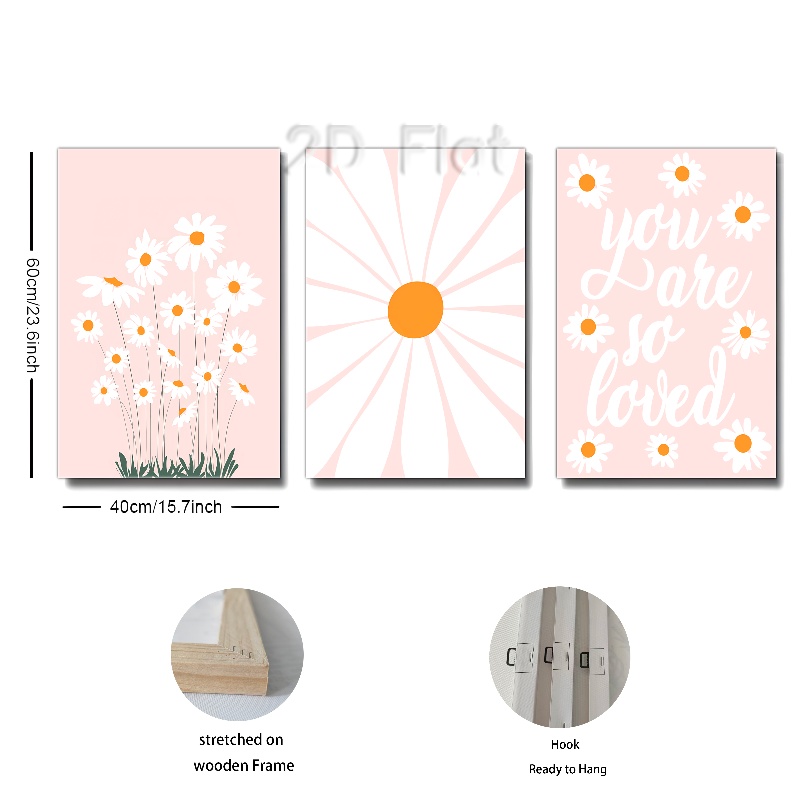 2D Flat
60cm/23.6inch
40cm/15.7inch
you
are
so
loved
stretched on
wooden Frame
Hook
Ready to Hang